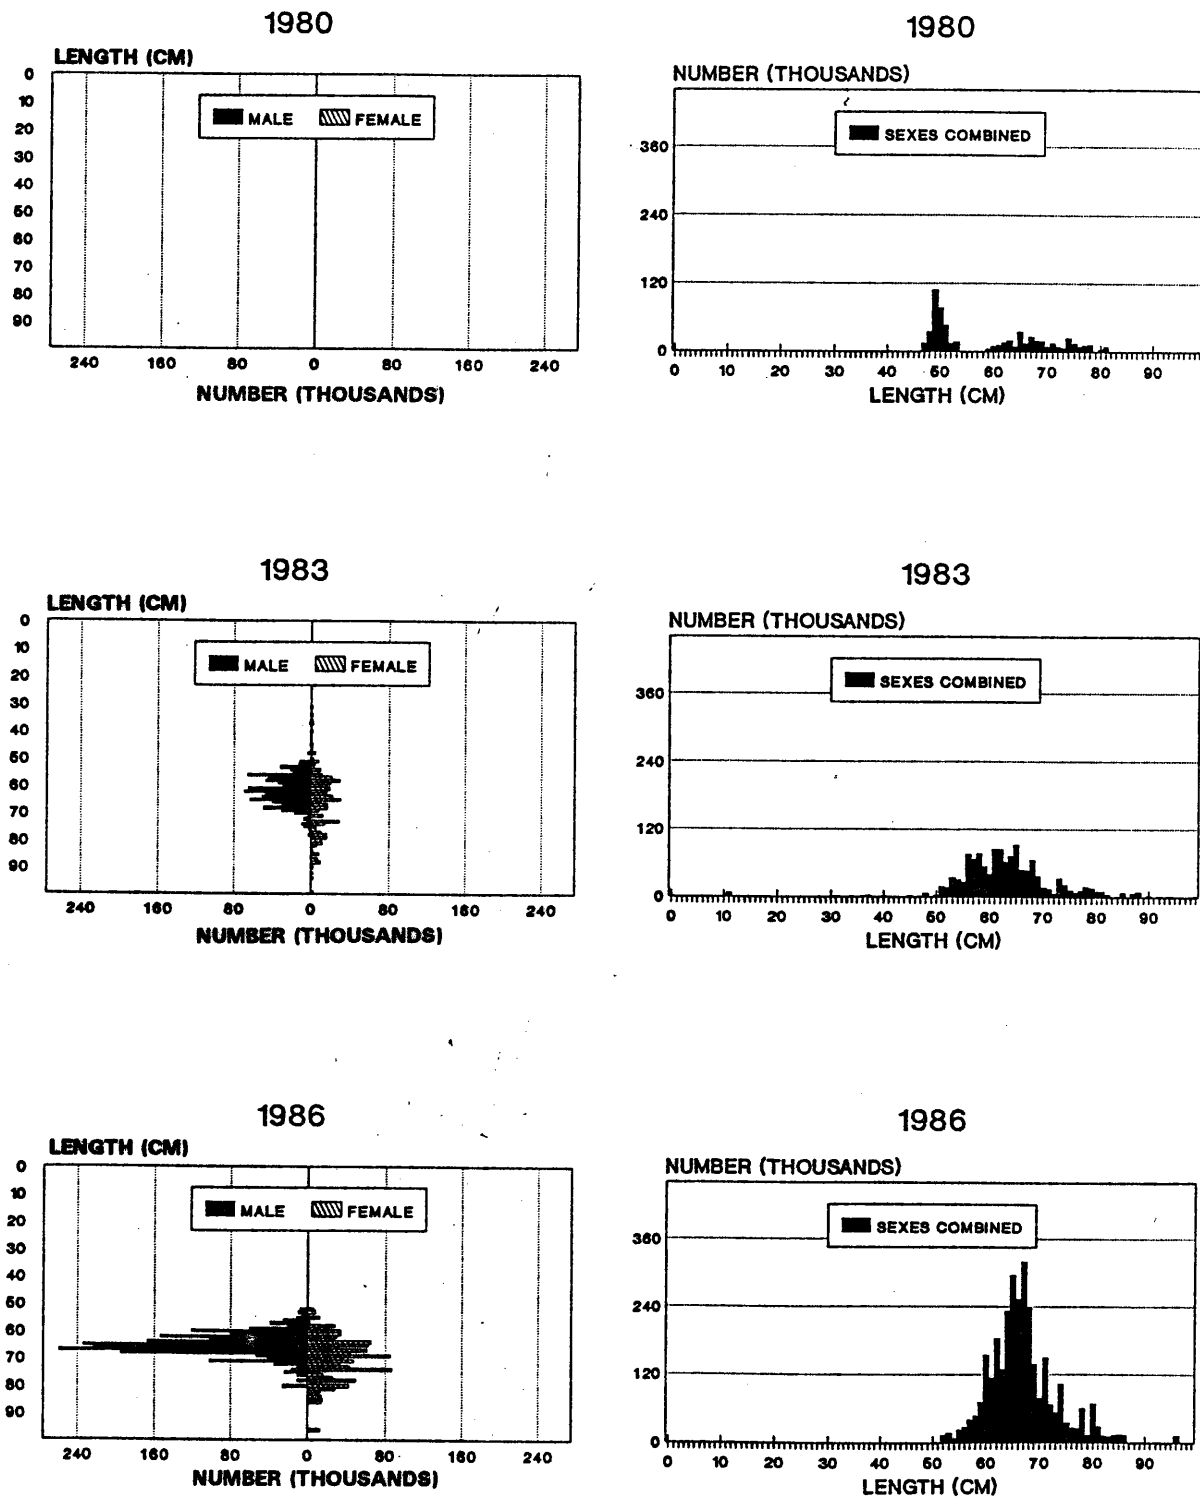 1980
LENGTH (CM)
0
10
20
30
40
50
60
70
80
90
MALE FEMALE
240 160 80 0 80 160 240
NUMBER (THOUSANDS)
1980
NUMBER (THOUSANDS)
SEXES COMBINED
360
240
120
0
0 10 20 30 40 50 60 70 80 90
LENGTH (CM)
1983
LENGTH (CM)
0
10
20
30
40
50
60
70
80
90
MALE FEMALE
240 160 80 0 80 160 240
NUMBER (THOUSANDS)
1983
NUMBER (THOUSANDS)
SEXES COMBINED
360
240
120
0
0 10 20 30 40 50 60 70 80 90
LENGTH (CM)
1986
LENGTH (CM)
0
10
20
30
40
50
60
70
80
90
MALE FEMALE
240 160 80 0 80 160 240
NUMBER (THOUSANDS)
1986
NUMBER (THOUSANDS)
SEXES COMBINED
360
240
120
0
0 10 20 30 40 50 60 70 80 90
LENGTH (CM)